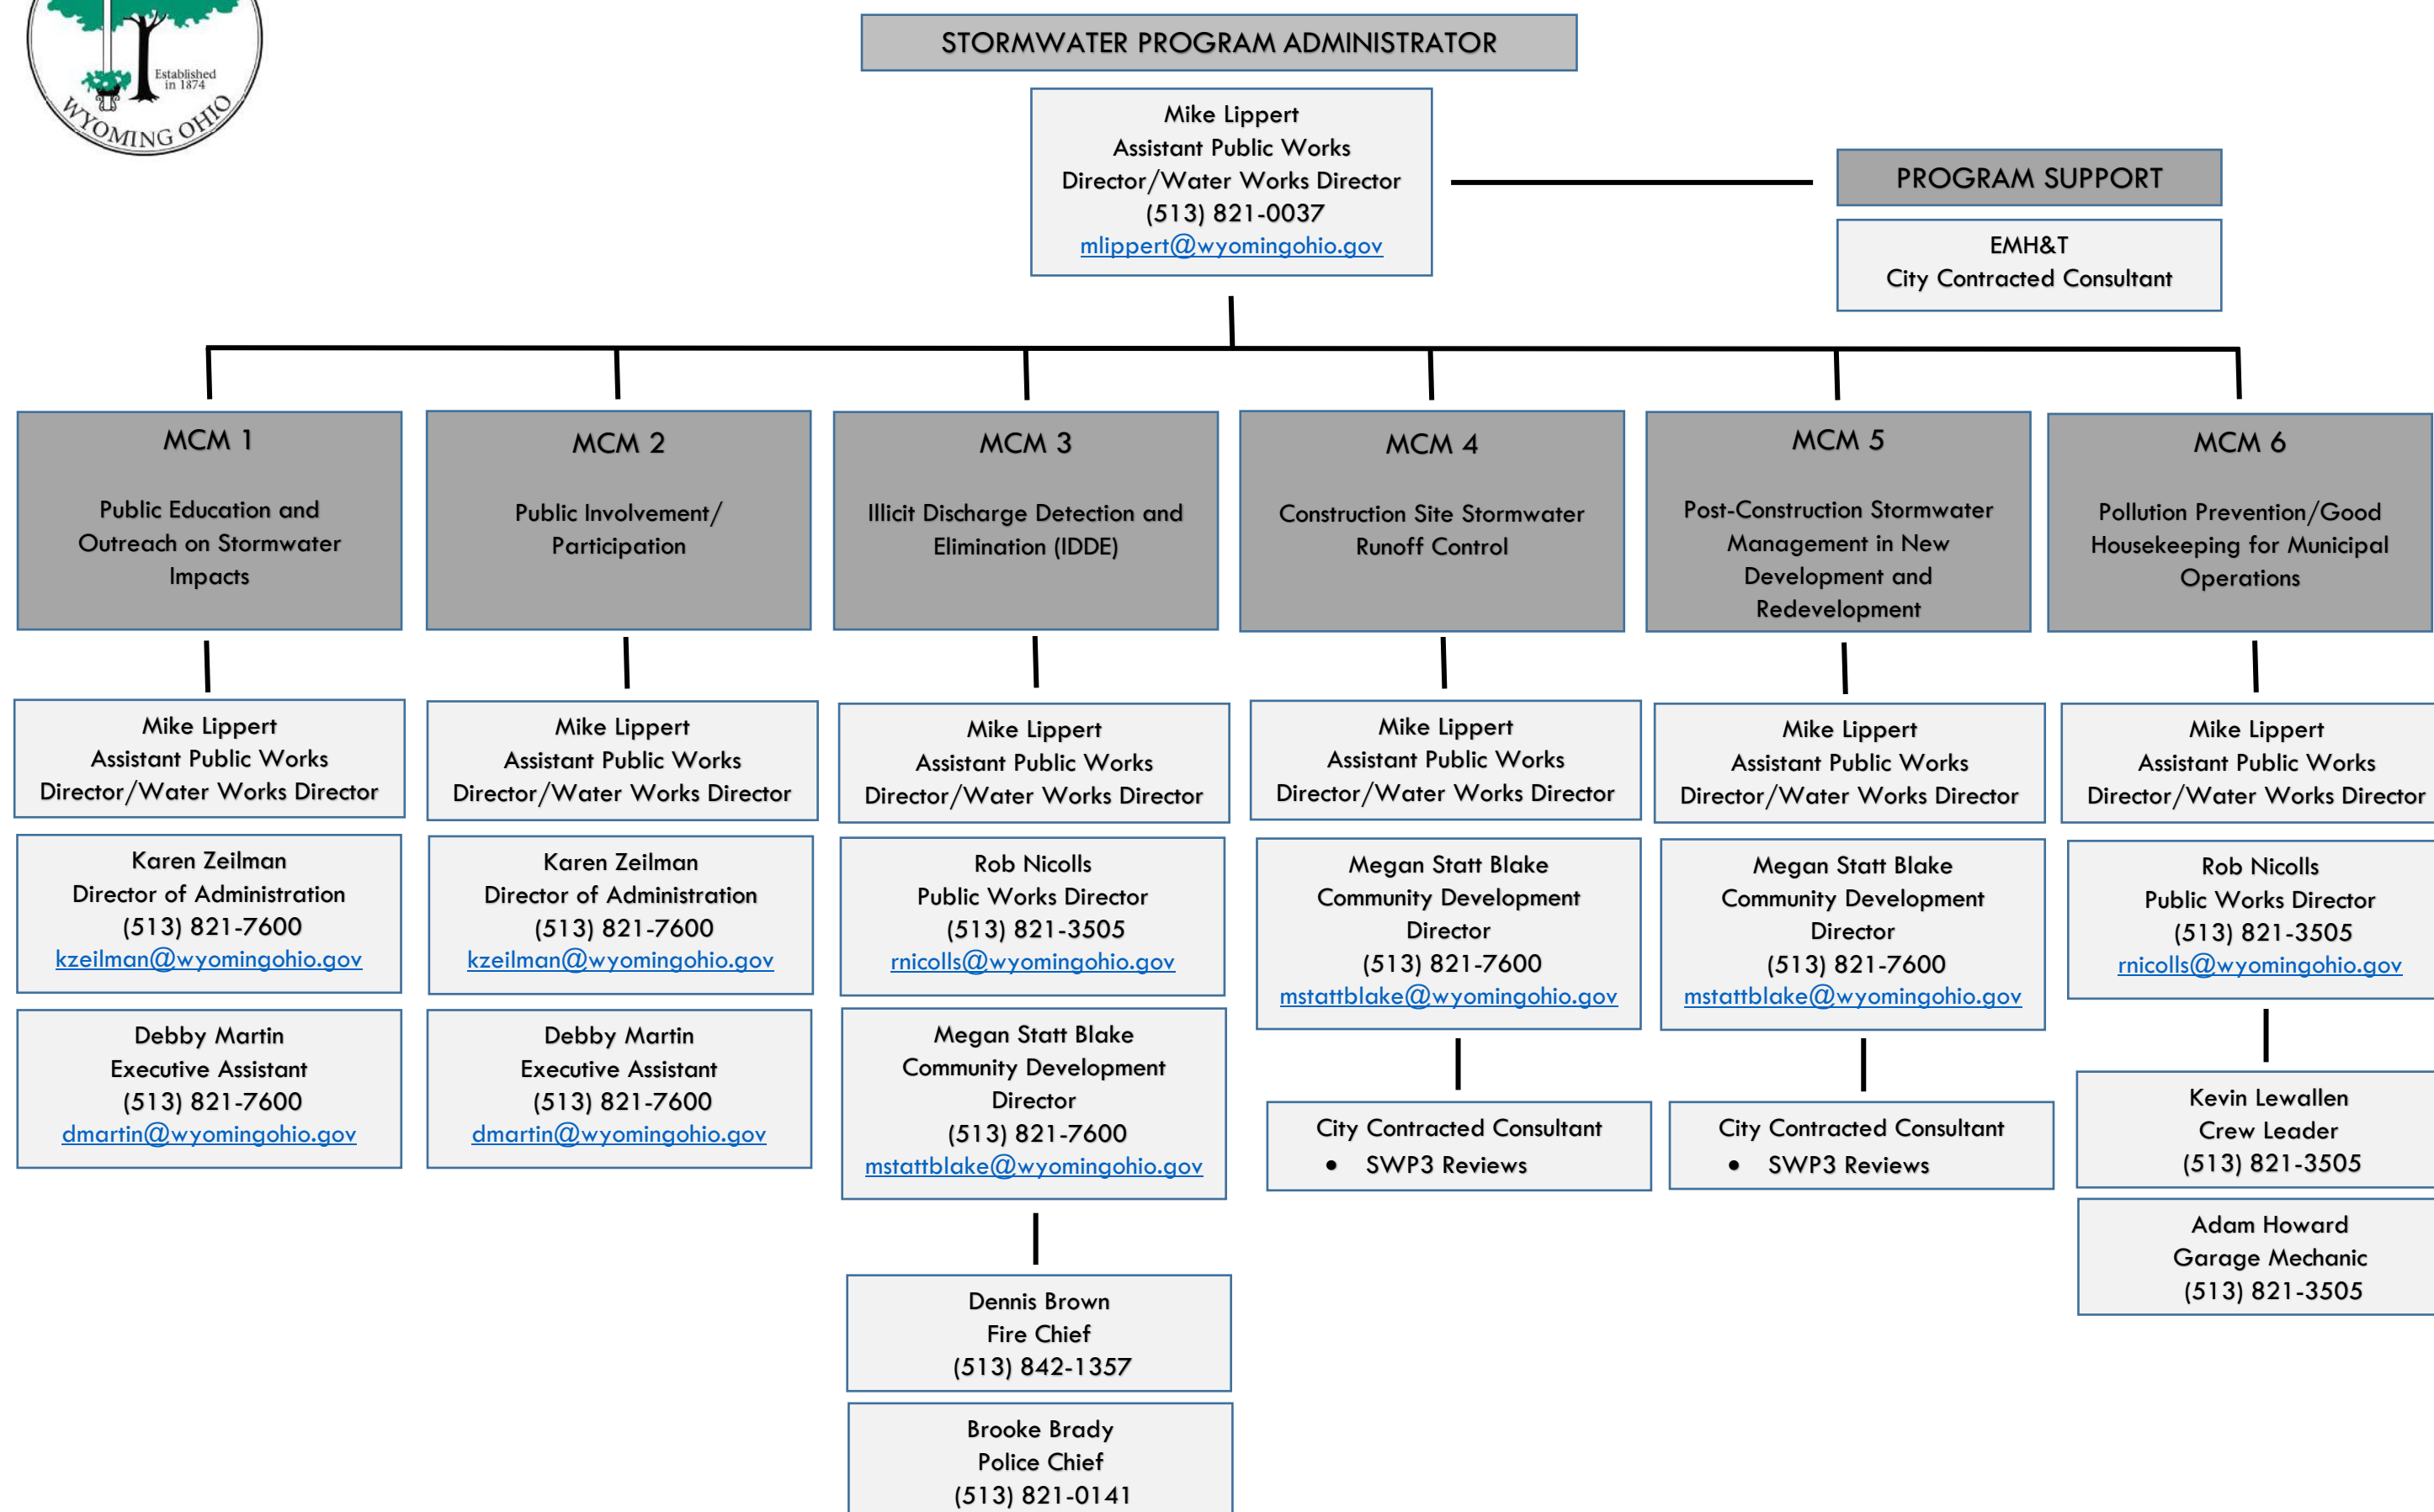 Established
in 1874
WYOMING OHIO
STORMWATER PROGRAM ADMINISTRATOR
Mike Lippert
Assistant Public Works
Director/Water Works Director
(513) 821-0037
mlippert@wyomingohio.gov
PROGRAM SUPPORT
EMH&T
City Contracted Consultant
MCM 1
Public Education and
Outreach on Stormwater
Impacts
MCM 2
Public Involvement/
Participation
MCM 3
Illicit Discharge Detection and
Elimination (IDDE)
MCM 4
Construction Site Stormwater
Runoff Control
MCM 5
Post-Construction Stormwater
Management in New
Development and
Redevelopment
MCM 6
Pollution Prevention/Good
Housekeeping for Municipal
Operations
Mike Lippert
Assistant Public Works
Director/Water Works Director
Karen Zeilman
Director of Administration
(513) 821-7600
kzeilman@wyomingohio.gov
Debby Martin
Executive Assistant
(513) 821-7600
dmartin@wyomingohio.gov
Mike Lippert
Assistant Public Works
Director/Water Works Director
Karen Zeilman
Director of Administration
(513) 821-7600
kzeilman@wyomingohio.gov
Debby Martin
Executive Assistant
(513) 821-7600
dmartin@wyomingohio.gov
Mike Lippert
Assistant Public Works
Director/Water Works Director
Rob Nicolls
Public Works Director
(513) 821-3505
rnicolls@wyomingohio.gov
Megan Statt Blake
Community Development
Director
(513) 821-7600
mstattblake@wyomingohio.gov
Dennis Brown
Fire Chief
(513) 842-1357
Brooke Brady
Police Chief
(513) 821-0141
Mike Lippert
Assistant Public Works
Director/Water Works Director
Megan Statt Blake
Community Development
Director
(513) 821-7600
mstattblake@wyomingohio.gov
City Contracted Consultant
• SWP3 Reviews
Mike Lippert
Assistant Public Works
Director/Water Works Director
Megan Statt Blake
Community Development
Director
(513) 821-7600
mstattblake@wyomingohio.gov
City Contracted Consultant
• SWP3 Reviews
Mike Lippert
Assistant Public Works
Director/Water Works Director
Rob Nicolls
Public Works Director
(513) 821-3505
rnicolls@wyomingohio.gov
Kevin Lewallen
Crew Leader
(513) 821-3505
Adam Howard
Garage Mechanic
(513) 821-3505